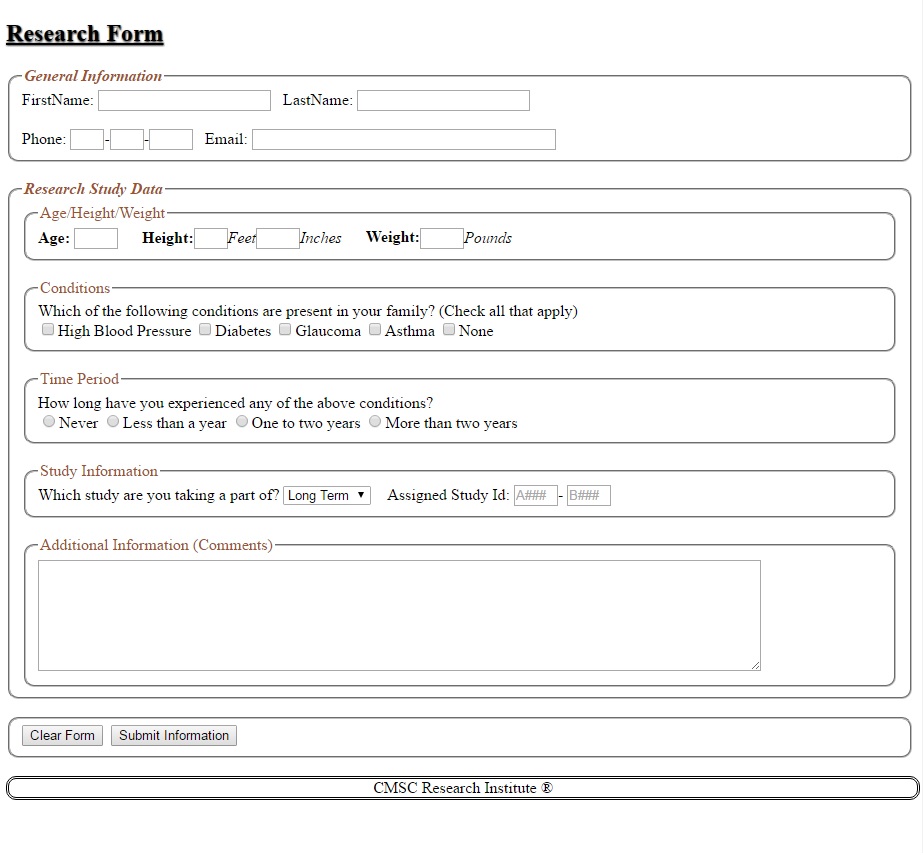 Research Form
General Information
FirstName: LastName:
Phone: - - Email:
Research Study Data
Age/Height/Weight
Age: Height: Feet Inches Weight: Pounds
Conditions
Which of the following conditions are present in your family? (Check all that apply)
High Blood Pressure Diabetes Glaucoma Asthma None
Time Period
How long have you experienced any of the above conditions?
Never Less than a year One to two years More than two years
Study Information
Which study are you taking a part of? Long Term Assigned Study Id: A### - B###
Additional Information (Comments)
Clear Form Submit Information
CMSC Research Institute ®